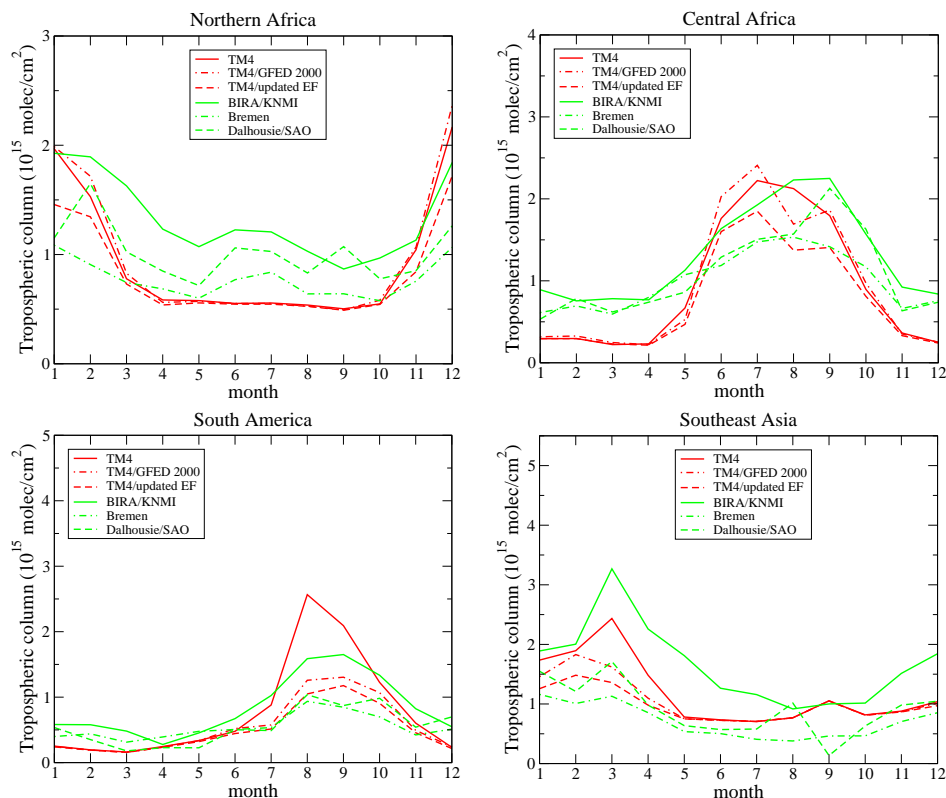 Northern Africa
Tropospheric column (10^15 molec/cm^2)
3
2
1
0
TM4
TM4/GFED 2000
TM4/updated EF
BIRA/KNMI
Bremen
Dalhousie/SAO
1 2 3 4 5 6 7 8 9 10 11 12
month
Central Africa
Tropospheric column (10^15 molec/cm^2)
4
3
2
1
0
TM4
TM4/GFED 2000
TM4/updated EF
BIRA/KNMI
Bremen
Dalhousie/SAO
1 2 3 4 5 6 7 8 9 10 11 12
month
South America
Tropospheric column (10^15 molec/cm^2)
5
4
3
2
1
0
TM4
TM4/GFED 2000
TM4/updated EF
BIRA/KNMI
Bremen
Dalhousie/SAO
1 2 3 4 5 6 7 8 9 10 11 12
month
Southeast Asia
Tropospheric column (10^15 molec/cm^2)
5
4
3
2
1
0
TM4
TM4/GFED 2000
TM4/updated EF
BIRA/KNMI
Bremen
Dalhousie/SAO
1 2 3 4 5 6 7 8 9 10 11 12
month